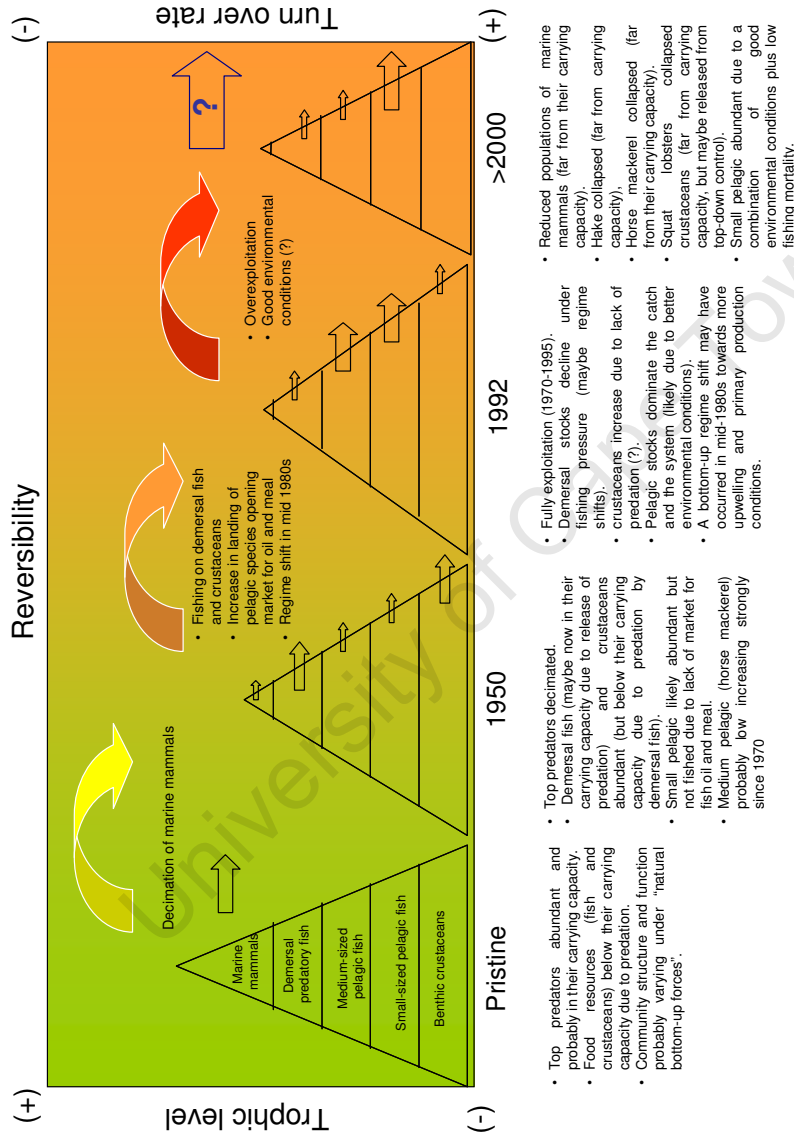 Reversibility
(+)
(-)
Trophic level
Turn over rate
(-)
(+)
Decimation of marine mammals
• Fishing on demersal fish
and crustaceans
• Increase in landing of
pelagic species opening
market for oil and meal
• Regime shift in mid 1980s
• Overexploitation
• Good environmental
conditions (?)
?
Marine
mammals
Demersal
predatory fish
Medium-sized
pelagic fish
Small-sized pelagic fish
Benthic crustaceans
Pristine
1950
1992
>2000
• Top predators abundant and
probably in their carrying capacity.
• Food resources (fish and
crustaceans) below their carrying
capacity due to predation.
• Community structure and function
probably varying under “natural
bottom-up forces”.
• Top predators decimated.
• Demersal fish (maybe now in their
carrying capacity due to release of
predation) and crustaceans
abundant (but below their carrying
capacity due to predation by
demersal fish).
• Small pelagic likely abundant but
not fished due to lack of market for
fish oil and meal.
• Medium pelagic (horse mackerel)
probably low increasing strongly
since 1970
• Fully exploitation (1970-1995).
• Demersal stocks decline under
fishing pressure (maybe regime
shifts).
• crustaceans increase due to lack of
predation (?).
• Pelagic stocks dominate the catch
and the system (likely due to better
environmental conditions).
• A bottom-up regime shift may have
occurred in mid-1980s towards more
upwelling and primary production
conditions.
• Reduced populations of marine
mammals (far from their carrying
capacity).
• Hake collapsed (far from carrying
capacity),
• Horse mackerel collapsed (far
from their carrying capacity).
• Squat lobsters collapsed
crustaceans (far from carrying
capacity, but maybe released from
top-down control).
• Small pelagic abundant due to a
combination of good
environmental conditions plus low
fishing mortality.
University of Cape Tow